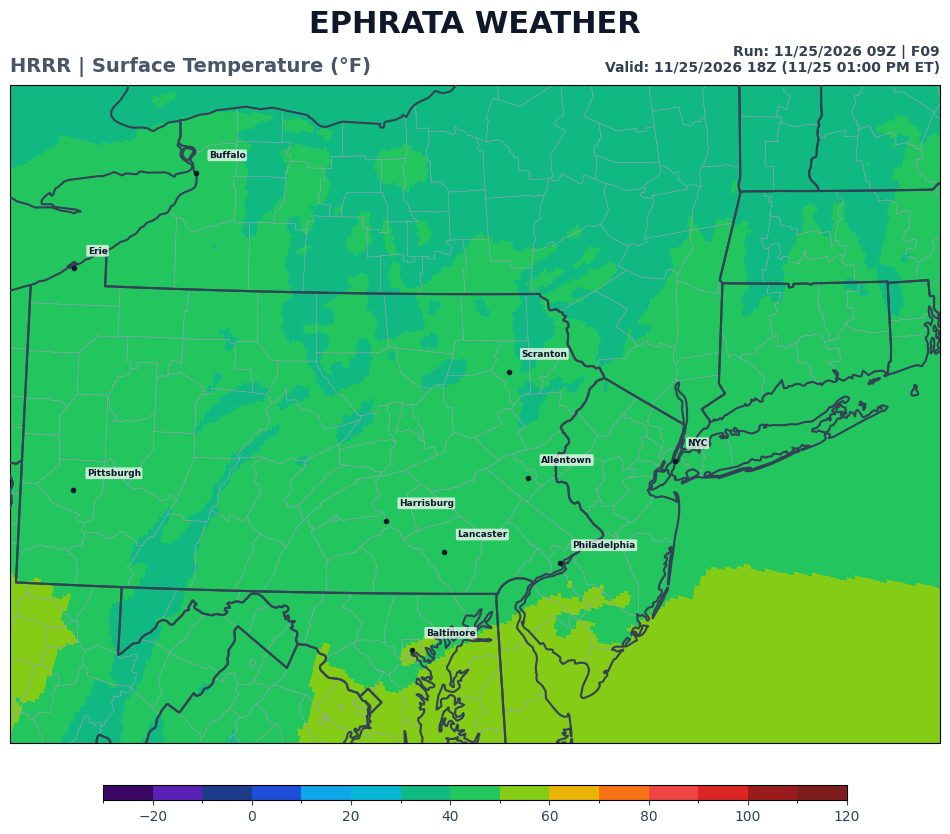 EPHRATA WEATHER
HRRR | Surface Temperature (°F)
Run: 11/25/2026 09Z | F09
Valid: 11/25/2026 18Z (11/25 01:00 PM ET)
Buffalo
Erie
Scranton
NYC
Allentown
Pittsburgh
Harrisburg
Lancaster
Philadelphia
Baltimore
−20 0 20 40 60 80 100 120